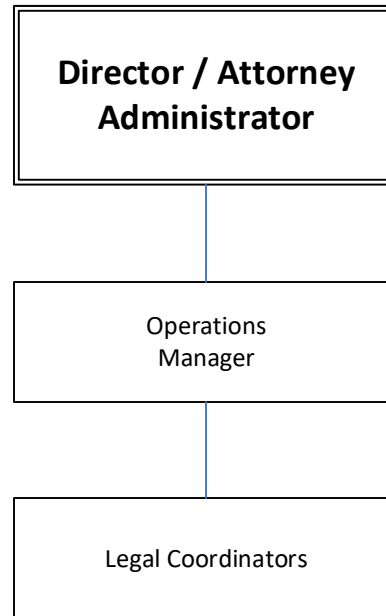 Director / Attorney
Administrator
Operations
Manager
Legal Coordinators